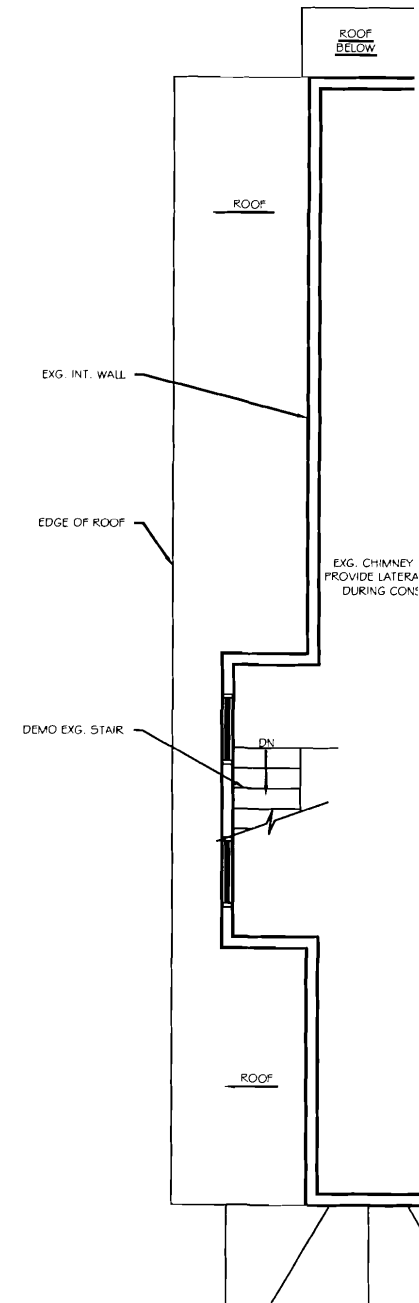 ROOF
BELOW
ROOF
EXG. INT. WALL
EDGE OF ROOF
EXG. CHIMNEY
PROVIDE LATERA
DURING CONS
DEMO EXG. STAIR
DN
ROOF